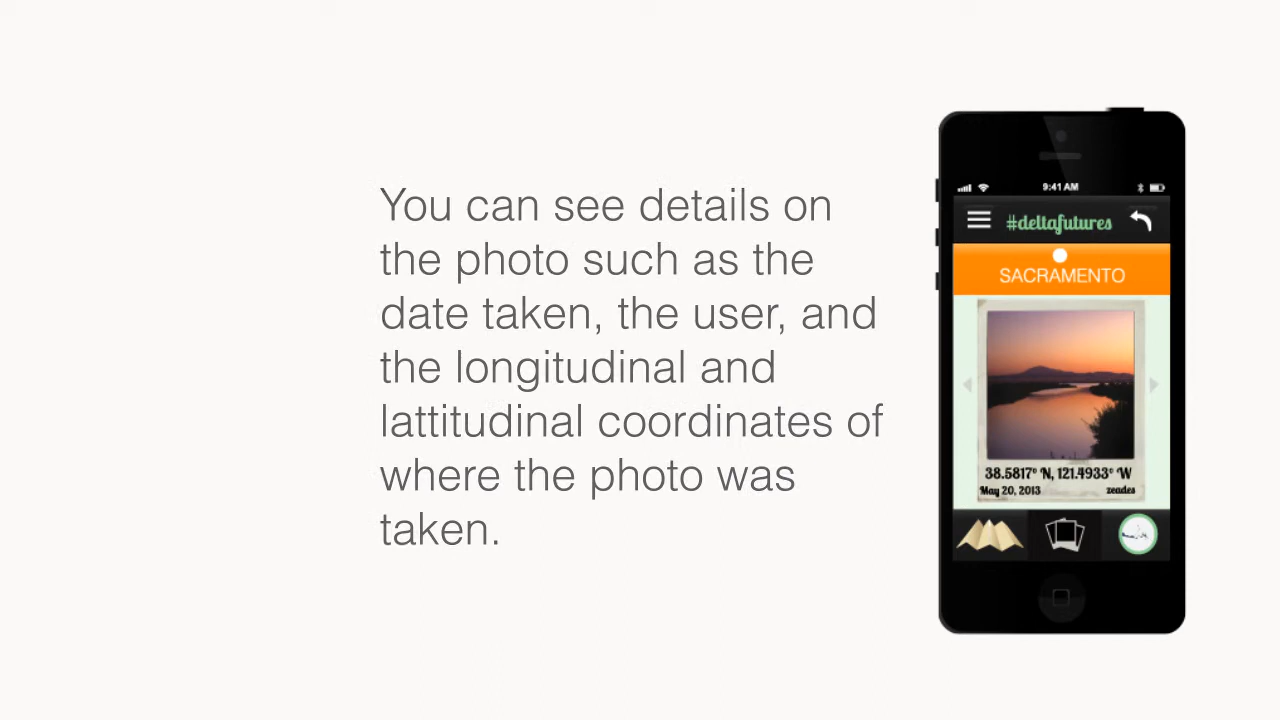 You can see details on
the photo such as the
date taken, the user, and
the longitudinal and
lattitudinal coordinates of
where the photo was
taken.
9:41 AM
#deltafutures
SACRAMENTO
38.5817° N, 121.4933° W
May 20, 2013 zeades